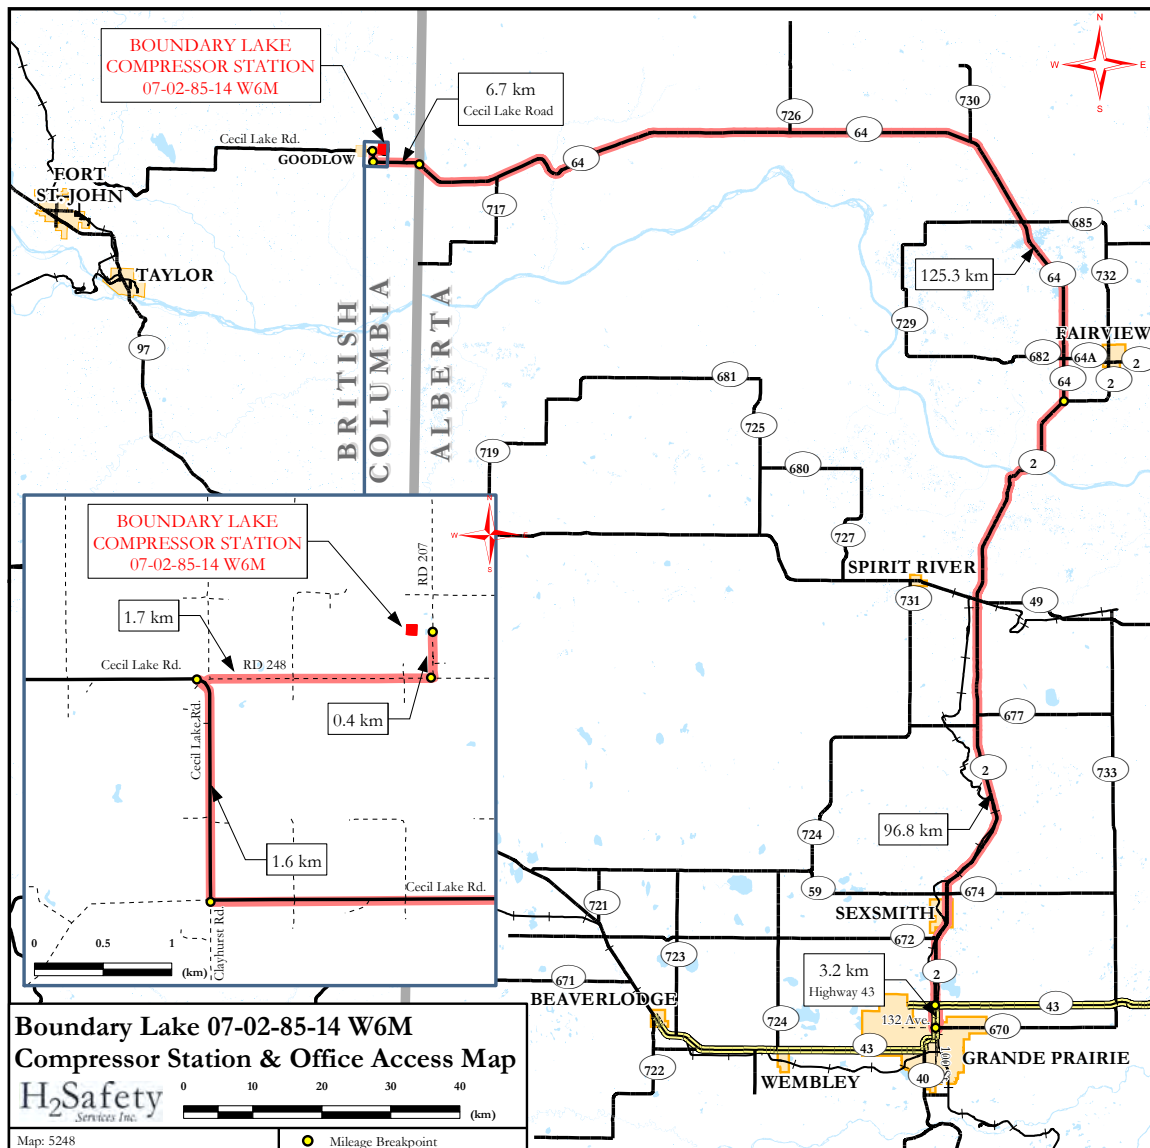 BOUNDARY LAKE
COMPRESSOR STATION
07-02-85-14 W6M
6.7 km
Cecil Lake Road
N
W
E
S
726
730
64
64
Cecil Lake Rd.
GOODLOW
FORT
ST. JOHN
717
685
TAYLOR
125.3 km
64
732
729
97
BRITISH
COLUMBIA
ALBERTA
FAIRVIEW
682
64A
2
64
2
681
725
719
2
680
727
SPIRIT RIVER
731
49
N
W
E
S
BOUNDARY LAKE
COMPRESSOR STATION
07-02-85-14 W6M
RD 207
1.7 km
Cecil Lake Rd.
RD 248
0.4 km
Cecil Lake Rd.
1.6 km
Cecil Lake Rd.
Clayhurst Rd.
0
0.5
1
(km)
677
2
733
96.8 km
724
59
674
721
SEXSMITH
672
723
671
3.2 km
Highway 43
2
BEAVERLODGE
43
132 Ave.
724
670
43
722
WEMBLEY
40
GRANDE PRAIRIE
Boundary Lake 07-02-85-14 W6M
Compressor Station & Office Access Map
H2Safety
Services Inc.
0
10
20
30
40
(km)
Map: 5248
Mileage Breakpoint